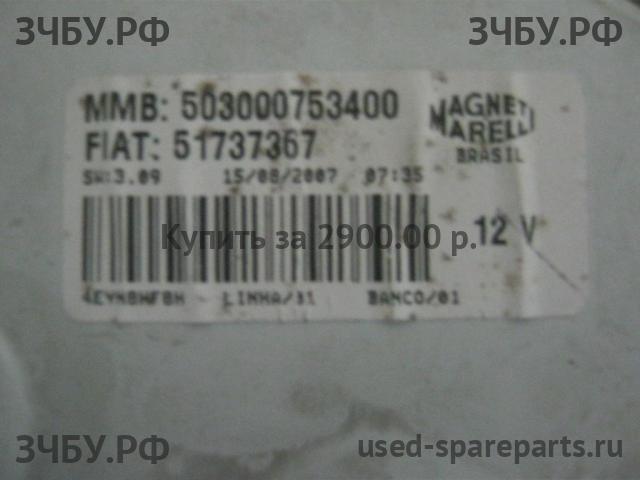 ЗЧБУ.РФ ЗЧБУ.РФ
MMB: 503000753400
MAGNETI MARELLI
FIAT: 51737367
BRASIL
SW:3.09 15/08/2007 07:35
Купить за 2900.00 р.
12 V
LINHA/31 BANCO/01
ЗЧБУ.РФ
used-spareparts.ru